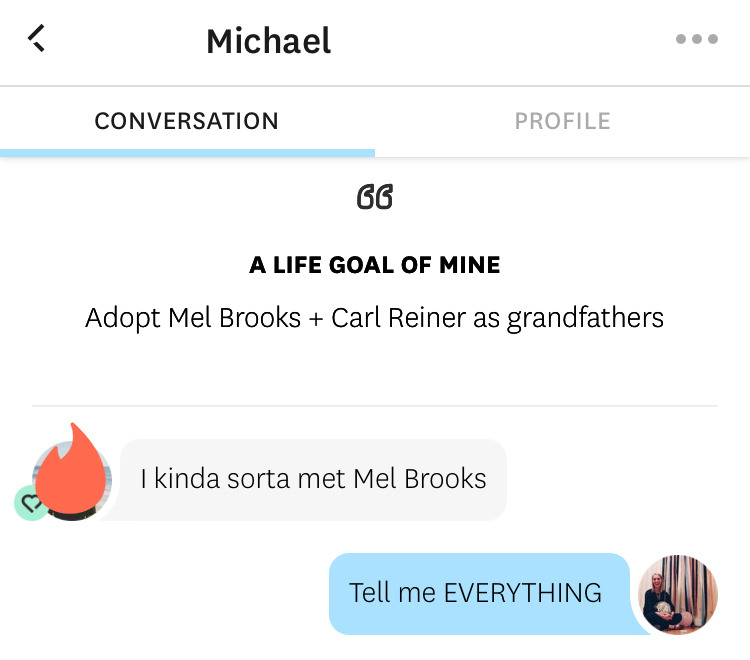 Michael
CONVERSATION
PROFILE
A LIFE GOAL OF MINE
Adopt Mel Brooks + Carl Reiner as grandfathers
I kinda sorta met Mel Brooks
Tell me EVERYTHING